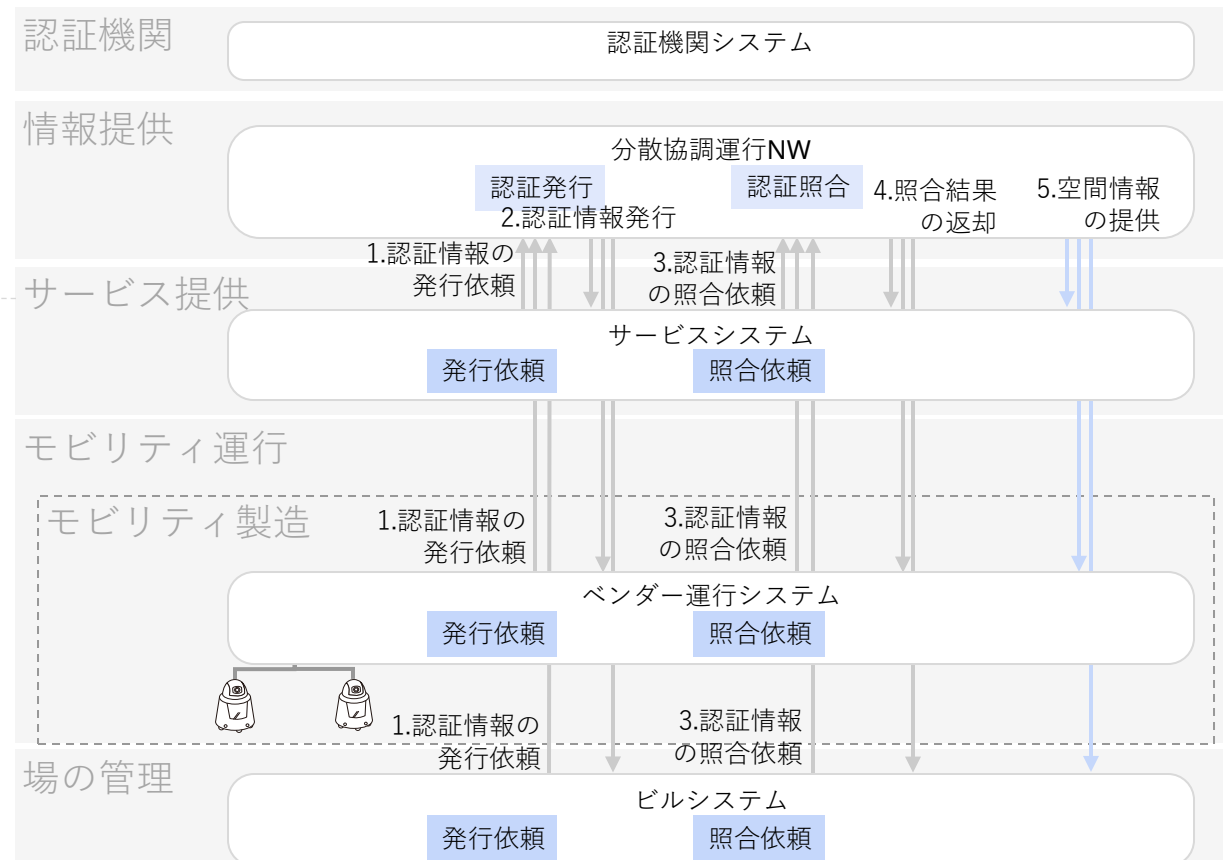 認証機関
認証機関システム
情報提供
分散協調運行NW
認証発行
認証照合
2.認証情報発行
4.照合結果
の返却
5.空間情報
の提供
1.認証情報の
発行依頼
3.認証情報
の照合依頼
サービス提供
サービスシステム
発行依頼
照合依頼
モビリティ運行
モビリティ製造
1.認証情報の
発行依頼
3.認証情報
の照合依頼
ベンダー運行システム
発行依頼
照合依頼
1.認証情報の
発行依頼
3.認証情報
の照合依頼
場の管理
ビルシステム
発行依頼
照合依頼